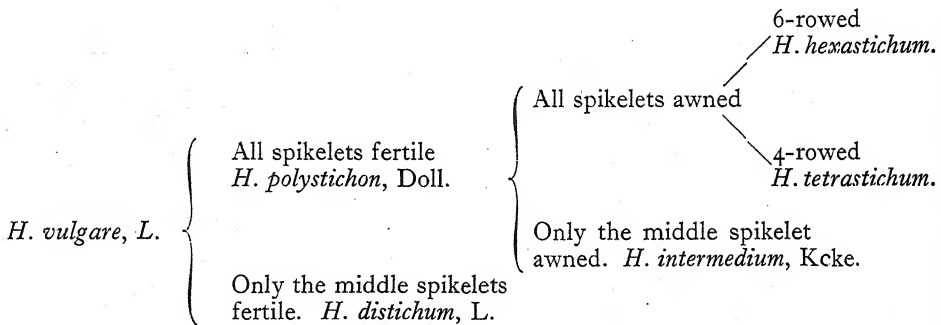 6-rowed
H. hexastichum.
All spikelets awned
4-rowed
H. tetrastichum.
All spikelets fertile
H. polystichon, Doll.
H. vulgare, L.
Only the middle spikelet
awned. H. intermedium, Kcke.
Only the middle spikelets
fertile. H. distichum, L.